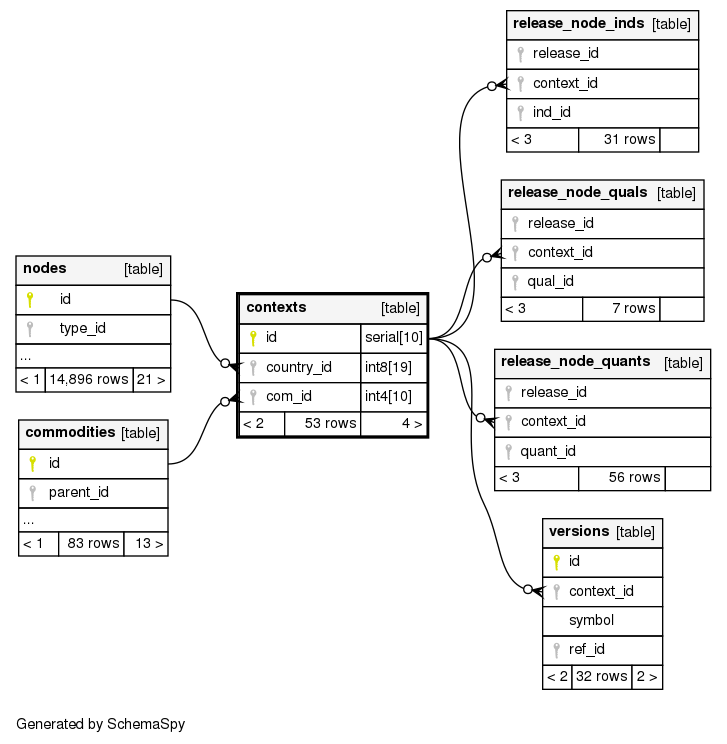 release_node_inds [table]
release_id
context_id
ind_id
< 3 31 rows
release_node_quals [table]
release_id
context_id
qual_id
< 3 7 rows
nodes [table]
id
type_id
...
< 1 14,896 rows 21 >
contexts [table]
id serial[10]
country_id int8[19]
com_id int4[10]
< 2 53 rows 4 >
release_node_quants [table]
release_id
context_id
quant_id
< 3 56 rows
commodities [table]
id
parent_id
...
< 1 83 rows 13 >
versions [table]
id
context_id
symbol
ref_id
< 2 32 rows 2 >
Generated by SchemaSpy